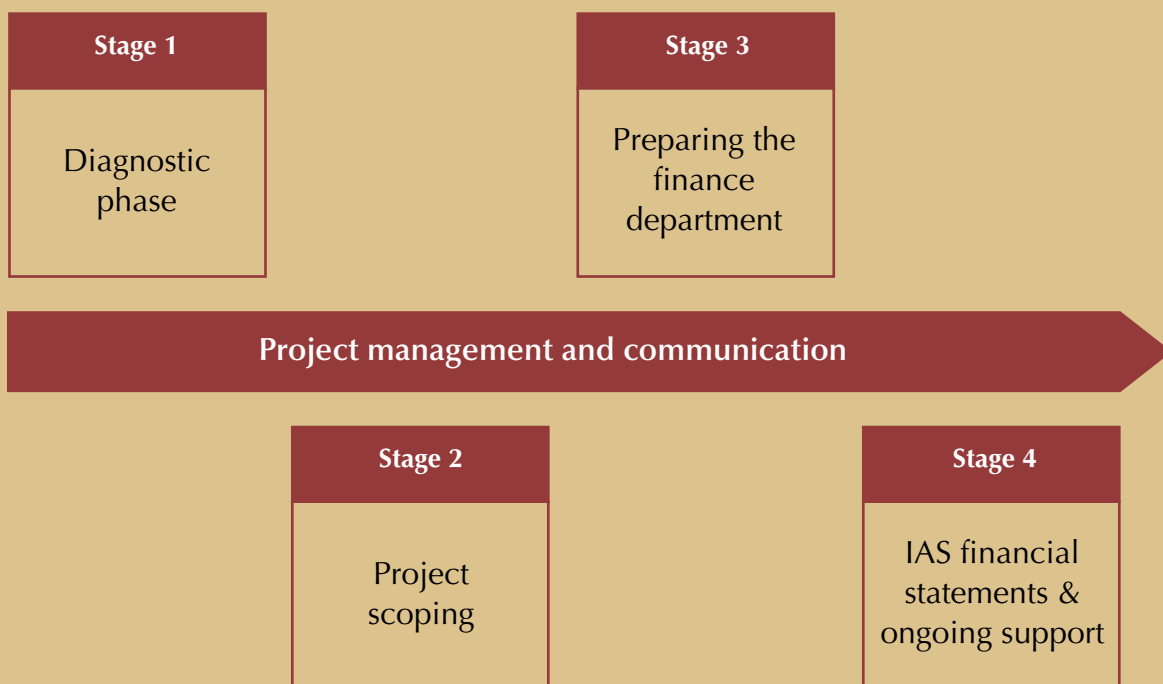 Stage 1
Diagnostic
phase
Stage 3
Preparing the
finance
department
Project management and communication
Stage 2
Project
scoping
Stage 4
IAS financial
statements &
ongoing support